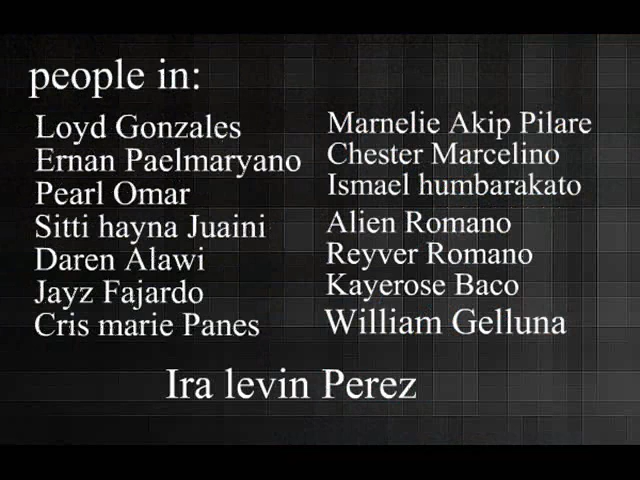 people in:
Loyd Gonzales
Ernan Paelmaryano
Pearl Omar
Sitti hayna Juaini
Daren Alawi
Jayz Fajardo
Cris marie Panes
Marnelie Akip Pilare
Chester Marcelino
Ismael humbarakato
Alien Romano
Reyver Romano
Kayerose Baco
William Gelluna
Ira levin Perez